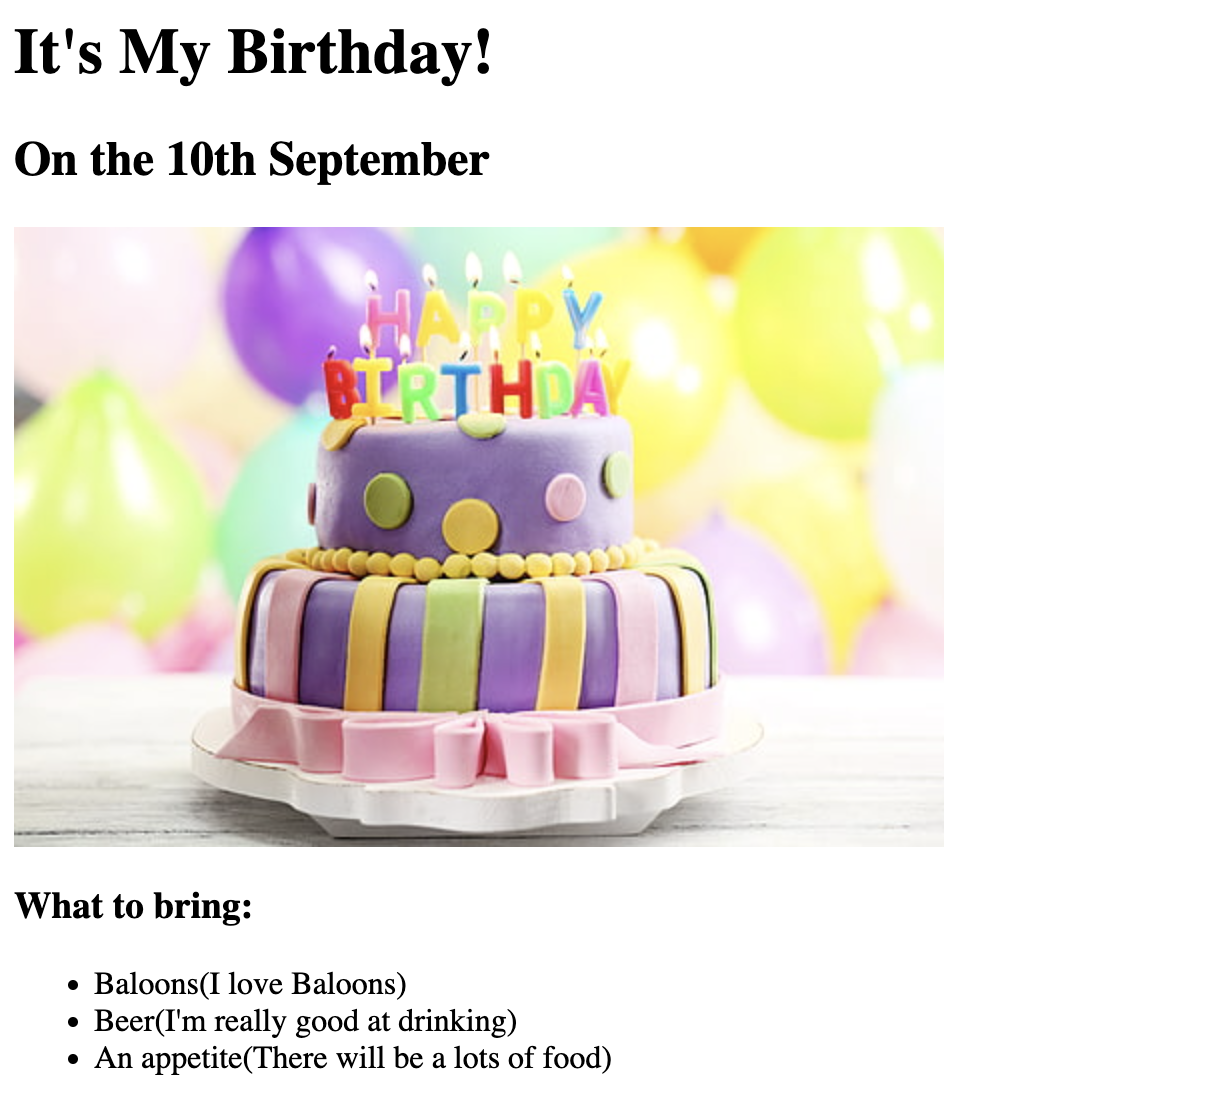 It's My Birthday!
On the 10th September
HAPPY
BIRTHDAY
What to bring:
Baloons(I love Baloons)
Beer(I'm really good at drinking)
An appetite(There will be a lots of food)